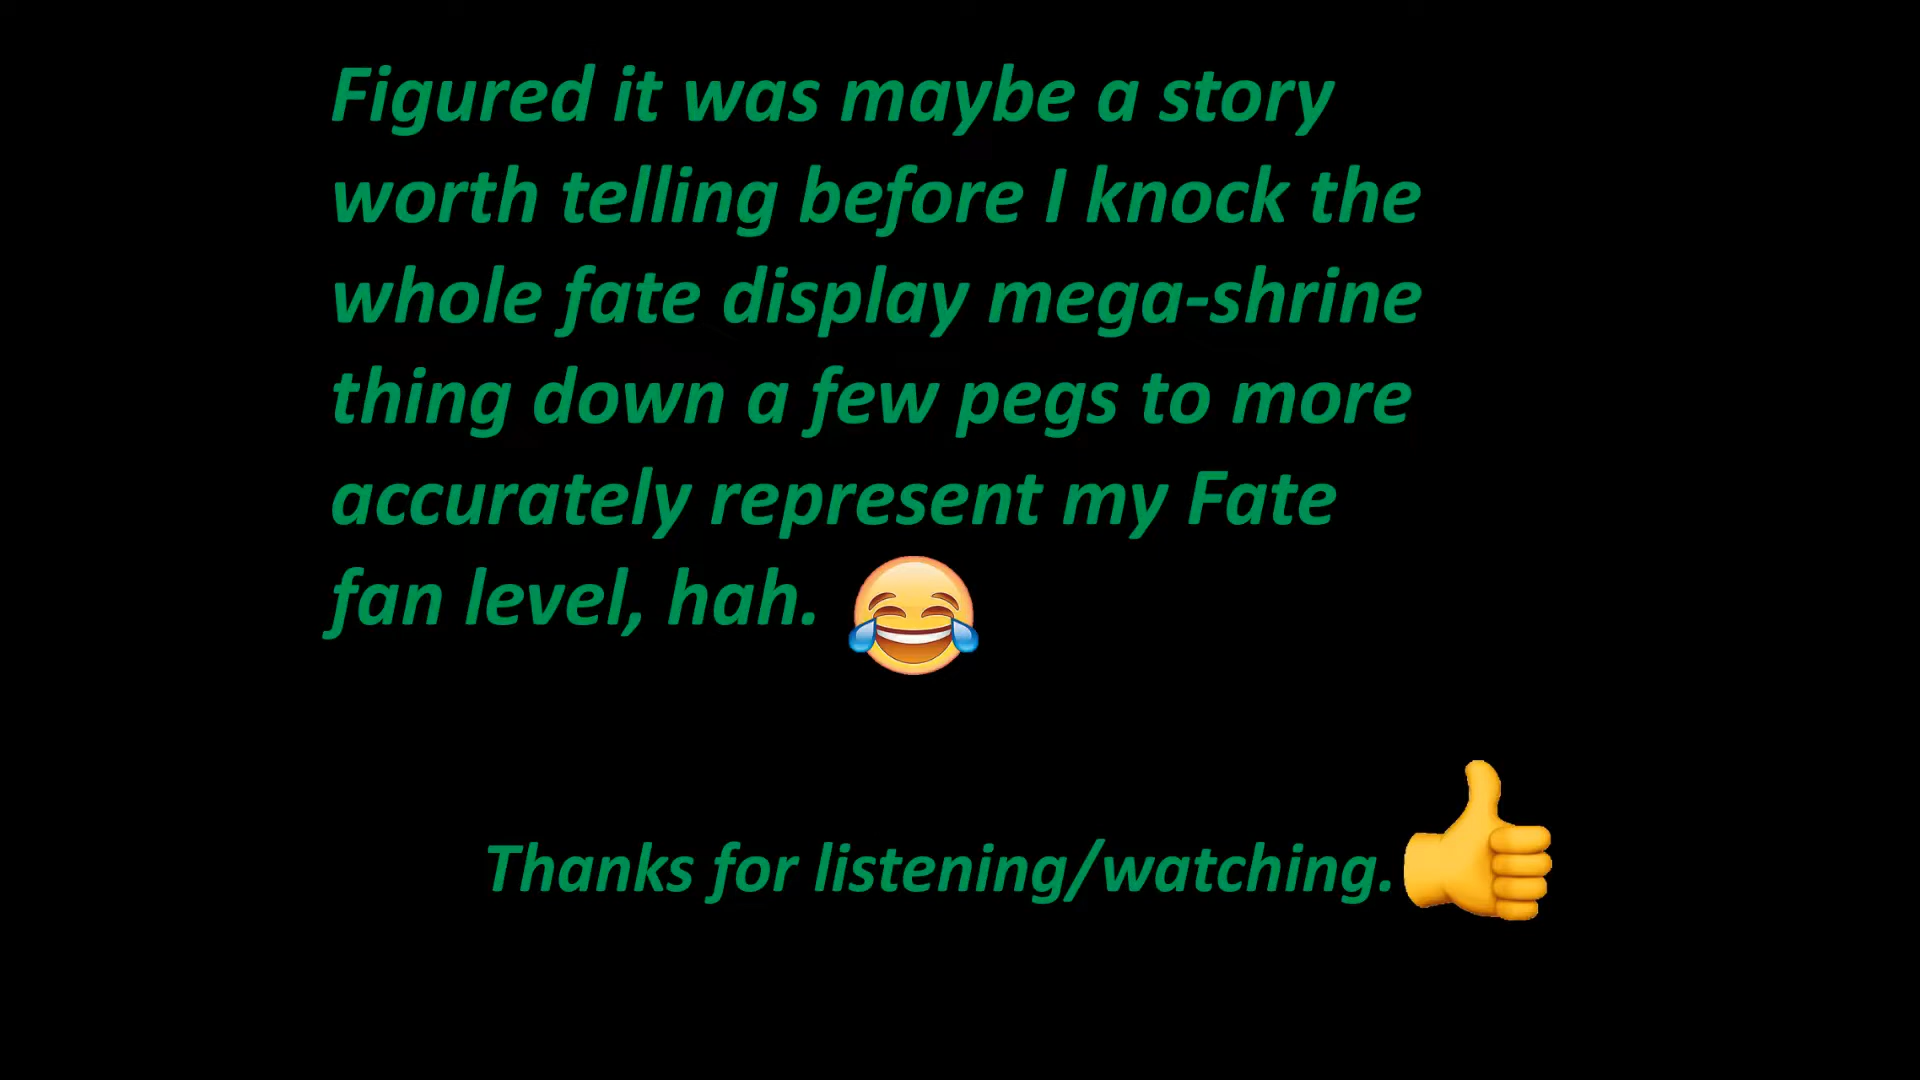 Figured it was maybe a story
worth telling before I knock the
whole fate display mega-shrine
thing down a few pegs to more
accurately represent my Fate
fan level, hah.
Thanks for listening/watching.